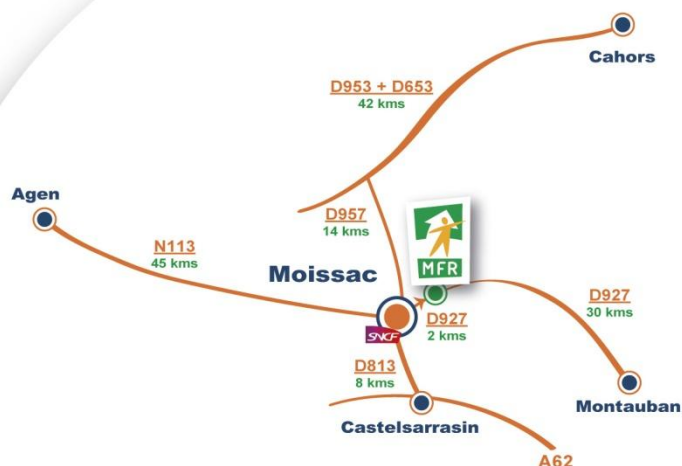 Cahors
D953 + D653
42 kms
Agen
D957
14 kms
N113
45 kms
MFR
Moissac
D927
30 kms
D927
2 kms
SNCF
D813
8 kms
Montauban
Castelsarrasin
A62